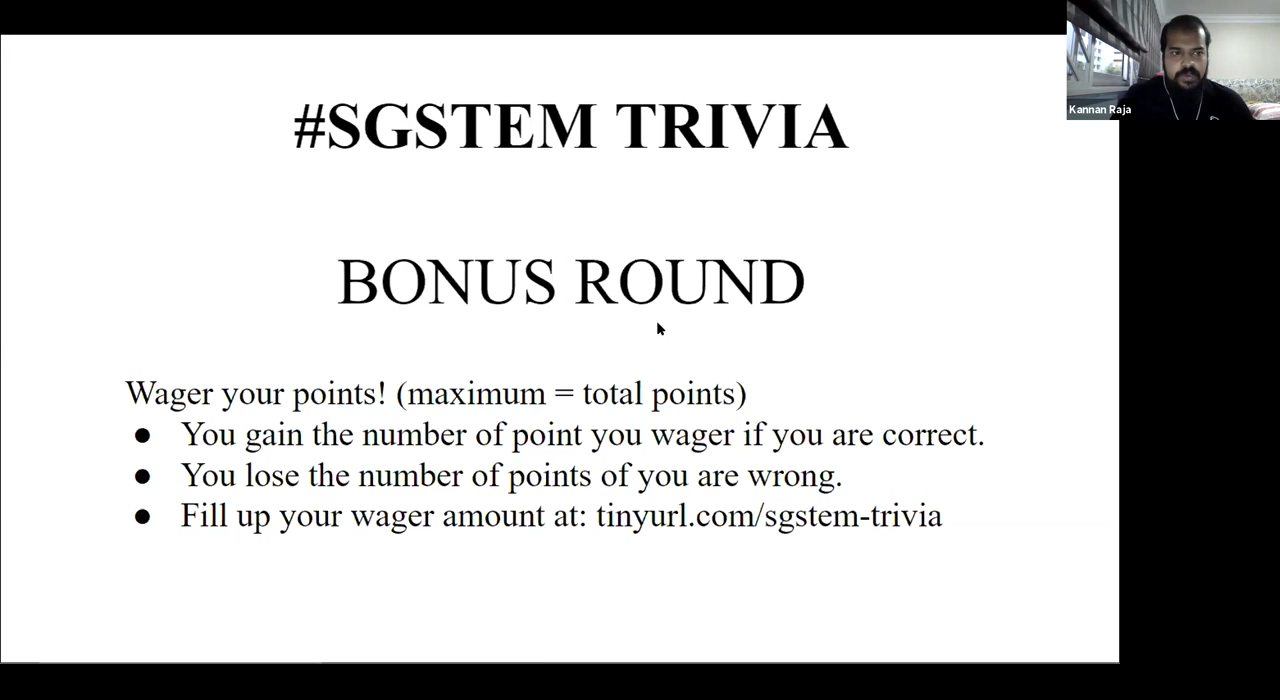 #SGSTEM TRIVIA
Kannan Raja
BONUS ROUND
Wager your points! (maximum = total points)
● You gain the number of point you wager if you are correct.
● You lose the number of points of you are wrong.
● Fill up your wager amount at: tinyurl.com/sgstem-trivia